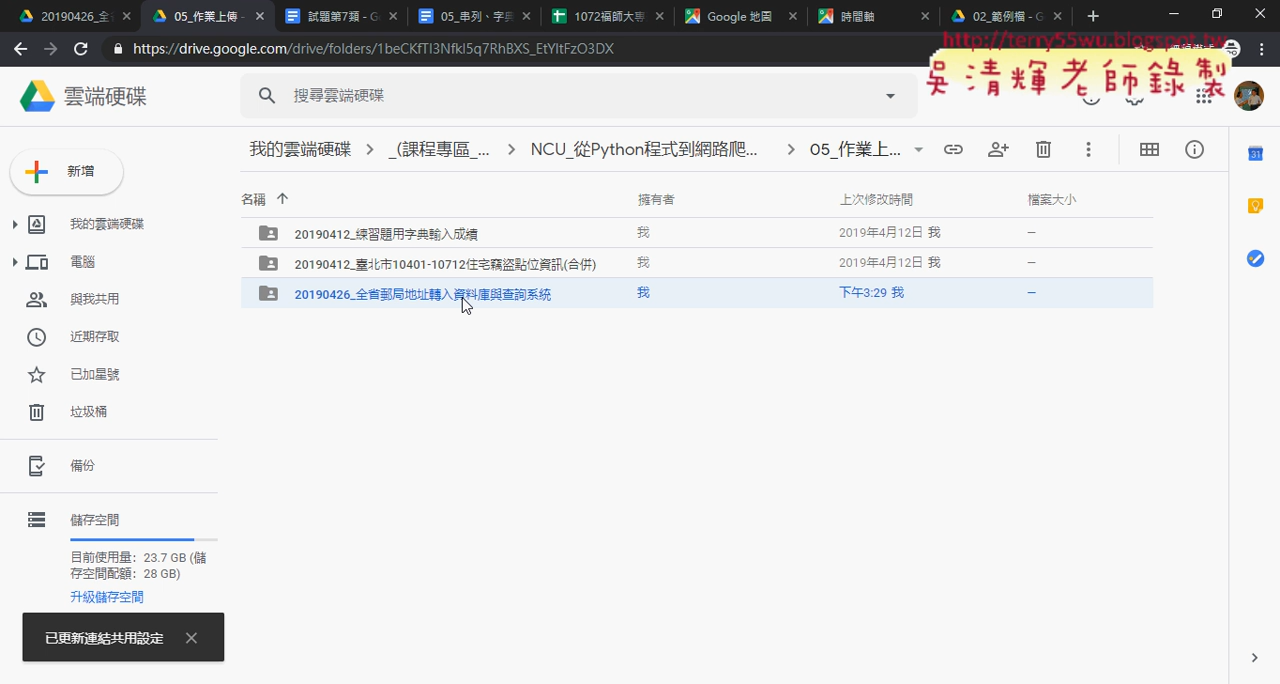 20190426_全
05_作業上傳 -
試題第7類 - G
05_串列、字
1072福師大專
Google 地圖
時間軸
02_範例檔 - G
https://drive.google.com/drive/folders/1beCKfTI3NfkI5q7RhBXS_EtYItFzO3DX
http://terry55wu.blogspot.tw
吳清輝老師錄製
雲端硬碟
搜尋雲端硬碟
新增
我的雲端硬碟 > _(課程專區_... > NCU_從Python程式到網路爬... > 05_作業上...
名稱 擁有者 上次修改時間 檔案大小
20190412_練習題用字典輸入成績 我 2019年4月12日 我 —
20190412_臺北市10401-10712住宅竊盜點位資訊(合併) 我 2019年4月12日 我 —
20190426_全省郵局地址轉入資料庫與查詢系統 我 下午3:29 我 —
我的雲端硬碟
電腦
與我共用
近期存取
已加星號
垃圾桶
備份
儲存空間
目前使用量：23.7 GB (儲
存空間配額：28 GB)
升級儲存空間
已更新連結共用設定
31